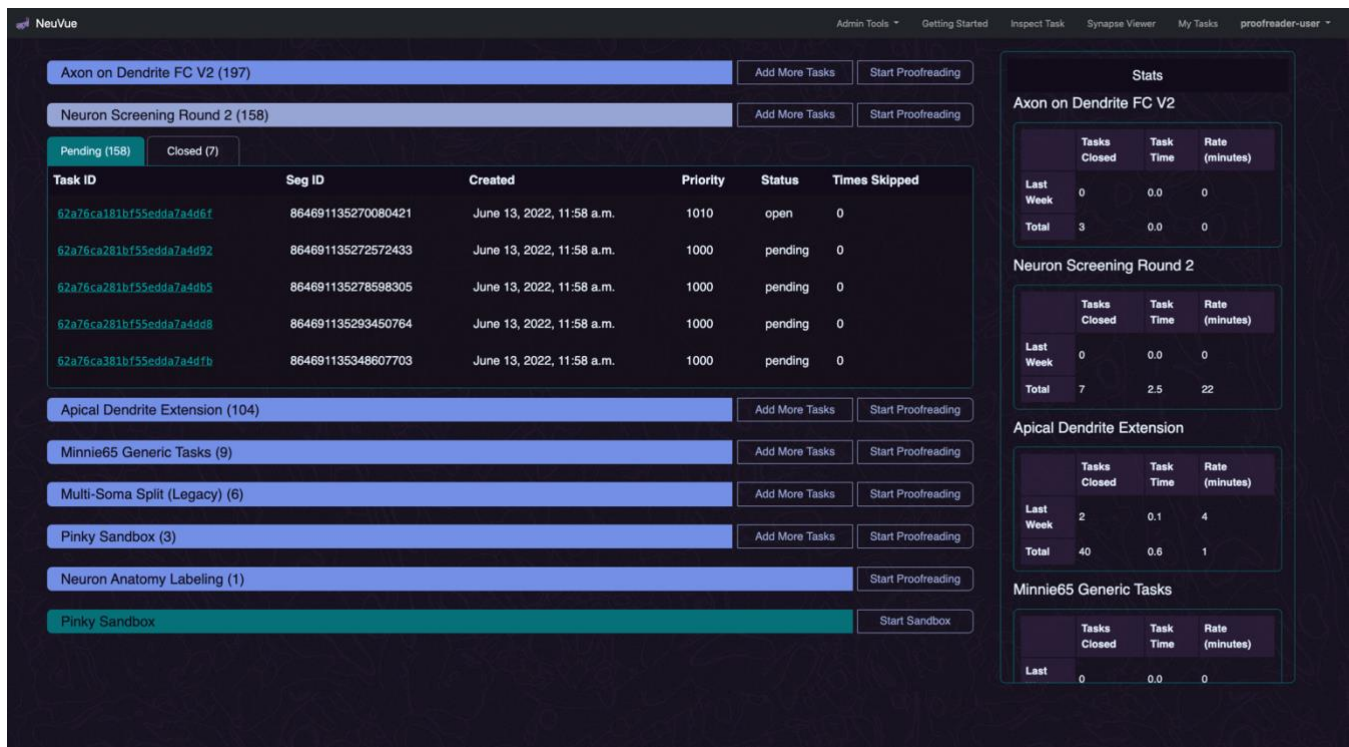 NeuVue
Admin Tools Getting Started Inspect Task Synapse Viewer My Tasks proofreader-user
Axon on Dendrite FC V2 (197) Add More Tasks Start Proofreading
Neuron Screening Round 2 (158) Add More Tasks Start Proofreading
Pending (158) Closed (7)
Task ID Seg ID Created Priority Status Times Skipped
62a76ca181bf55edda7a4d6f 864691135270080421 June 13, 2022, 11:58 a.m. 1010 open 0
62a76ca281bf55edda7a4d92 864691135272572433 June 13, 2022, 11:58 a.m. 1000 pending 0
62a76ca281bf55edda7a4db5 864691135278598305 June 13, 2022, 11:58 a.m. 1000 pending 0
62a76ca281bf55edda7a4dd8 864691135293450764 June 13, 2022, 11:58 a.m. 1000 pending 0
62a76ca381bf55edda7a4dfb 864691135348607703 June 13, 2022, 11:58 a.m. 1000 pending 0
Apical Dendrite Extension (104) Add More Tasks Start Proofreading
Minnie65 Generic Tasks (9) Add More Tasks Start Proofreading
Multi-Soma Split (Legacy) (6) Add More Tasks Start Proofreading
Pinky Sandbox (3) Add More Tasks Start Proofreading
Neuron Anatomy Labeling (1) Start Proofreading
Pinky Sandbox Start Sandbox
Stats
Axon on Dendrite FC V2
Tasks Closed Task Time Rate (minutes)
Last Week 0 0.0 0
Total 3 0.0 0
Neuron Screening Round 2
Tasks Closed Task Time Rate (minutes)
Last Week 0 0.0 0
Total 7 2.5 22
Apical Dendrite Extension
Tasks Closed Task Time Rate (minutes)
Last Week 2 0.1 4
Total 40 0.6 1
Minnie65 Generic Tasks
Tasks Closed Task Time Rate (minutes)
Last 0 0.0 0